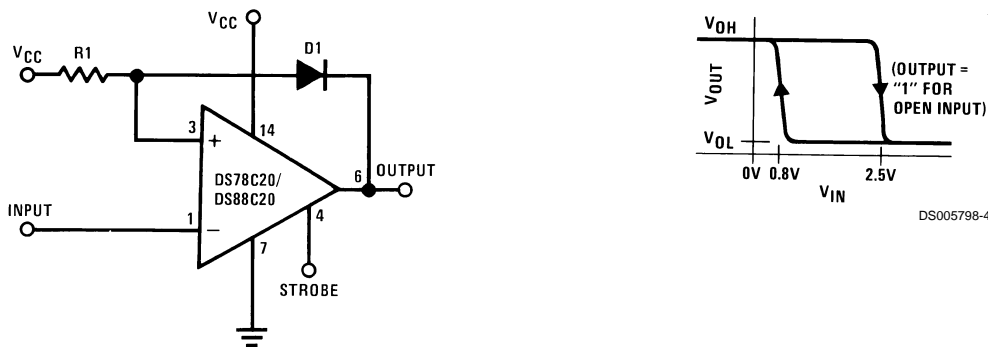 VCC
VCC
R1
D1
3
+
14
DS78C20/
DS88C20
6
OUTPUT
INPUT
1
−
4
7
STROBE
VOH
VOUT
(OUTPUT =
"1" FOR
OPEN INPUT)
VOL
0V
0.8V
2.5V
VIN
DS005798-4